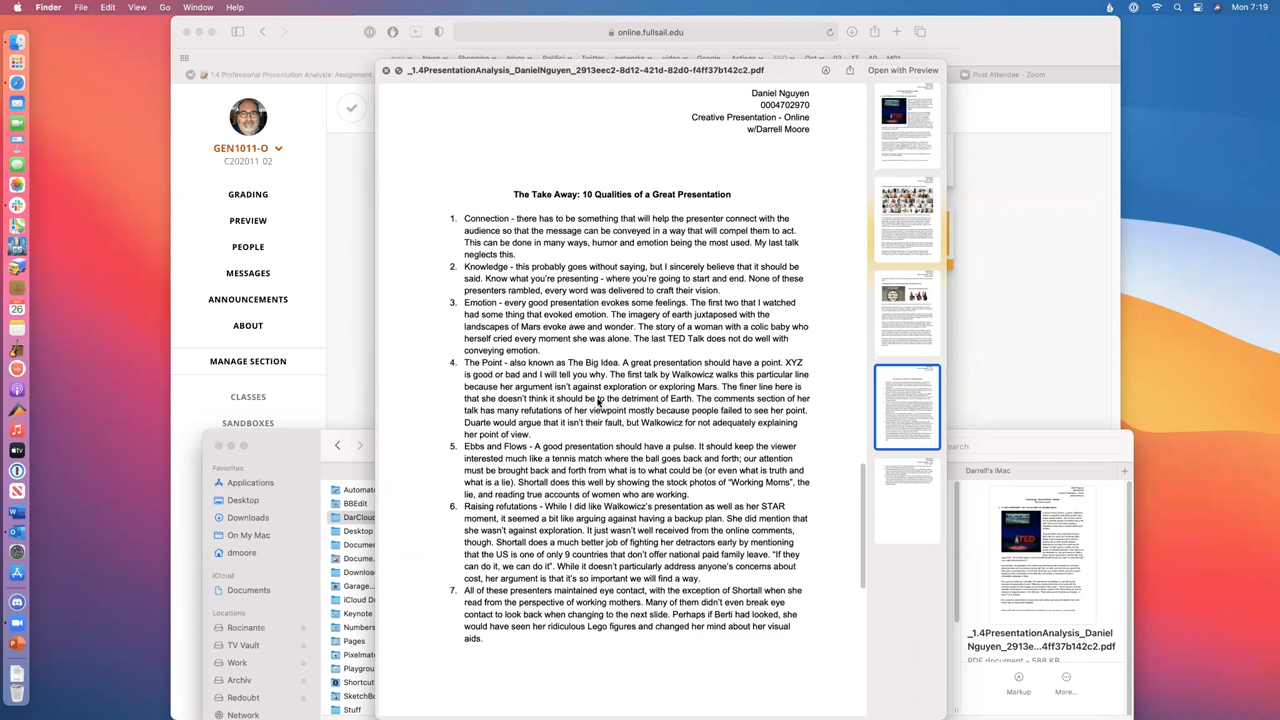 Finder File Edit View Go Window Help Mon 7:19
online.fullsail.edu
1.4 Professional Presentation Analysis: Assignment
Post Attendee - Zoom
_1.4PresentationAnalysis_DanielNguyen_2913eec2-8d12-421d-82d0-f4ff37b142c2.pdf
Open with Preview
GEN1011-O
C202011 02
GRADING
PREVIEW
PEOPLE
MESSAGES
ANNOUNCEMENTS
ABOUT
MANAGE SECTION
CLASSES
SANDBOXES
Daniel Nguyen
0004702970
Creative Presentation - Online
w/Darrell Moore
The Take Away: 10 Qualities of a Great Presentation
1. Connection - there has to be something that will help the presenter connect with the
audience so that the message can be conveyed in a way that will compel them to act.
This can be done in many ways, humor and emotion being the most used. My last talk
neglects this.
2. Knowledge - this probably goes without saying, but I sincerely believe that it should be
said. Know what you're presenting - where you're going to start and end. None of these
presenters rambled, every word was delivered to craft their vision.
3. Emotion - every good presentation evokes some feelings. The first two that I watched
had some thing that evoked emotion. The imagery of earth juxtaposed with the
landscapes of Mars evoke awe and wonder. The story of a woman with a colic baby who
herself cried every moment she was alone. The last TED Talk does not do well with
conveying emotion.
4. The Point - also known as The Big Idea. A great presentation should have a point. XYZ
is good or bad and I will tell you why. The first talk by Walkowicz walks this particular line
because her argument isn't against exploration or exploring Mars. The finer line here is
that she doesn't think it should be to the detriment of Earth. The comments section of her
talk has many refutations of her viewpoint mostly because people failed to see her point.
Duarte would argue that it isn't their fault, but Walkowicz for not adequately explaining
her point of view.
5. Ebbs and Flows - A good presentation should have a pulse. It should keep the viewer
interested much like a tennis match where the ball goes back and forth; our attention
must be brought back and forth from what is to what could be (or even what is truth and
what is a lie). Shortall does this well by showing the stock photos of "Working Moms", the
lie, and reading true accounts of women who are working.
6. Raising refutations - While I did like Walkowicz's presentation as well as her STAR
moment, it seemed a bit like arguing against having a backup plan. She did mention that
she wasn't against exploration. It just wasn't well received from the online comments,
though. Shortall does a much better job of fighting her detractors early by mentioning
that the US is one of only 9 countries that don't offer national paid family leave. "If they
can do it, we can do it". While it doesn't particularly address anyone's concerns about
cost, her argument is that it's so important we will find a way.
7. All of these presenters maintained eye contact, with the exception of Shortall when she
read from the perspective of working mothers. Many of them didn't even break eye
contact to look back when changing to the next slide. Perhaps if Berti had looked, she
would have seen her ridiculous Lego figures and changed her mind about her visual
aids.
Favorites
Applications
Desktop
Downloads
On My Mac
dmoore
iCloud
Documents
Locations
Rocinante
TV Vault
Work
Archiv
Redoubt
Network
Automato
BBEdit
DarCloud
Desktop
Documen
Docume.
Downloa
Garage..
iCloud Do
Keynote
Numbers
Pages
Pixelmat
Playgrou
Shortcut
SketchBo
Stuff
earch
Darrell's iMac
_1.4PresentationAnalysis_Daniel
Nguyen_2913e...4ff37b142c2.pdf
PDF document - 588 KB
Markup
More...